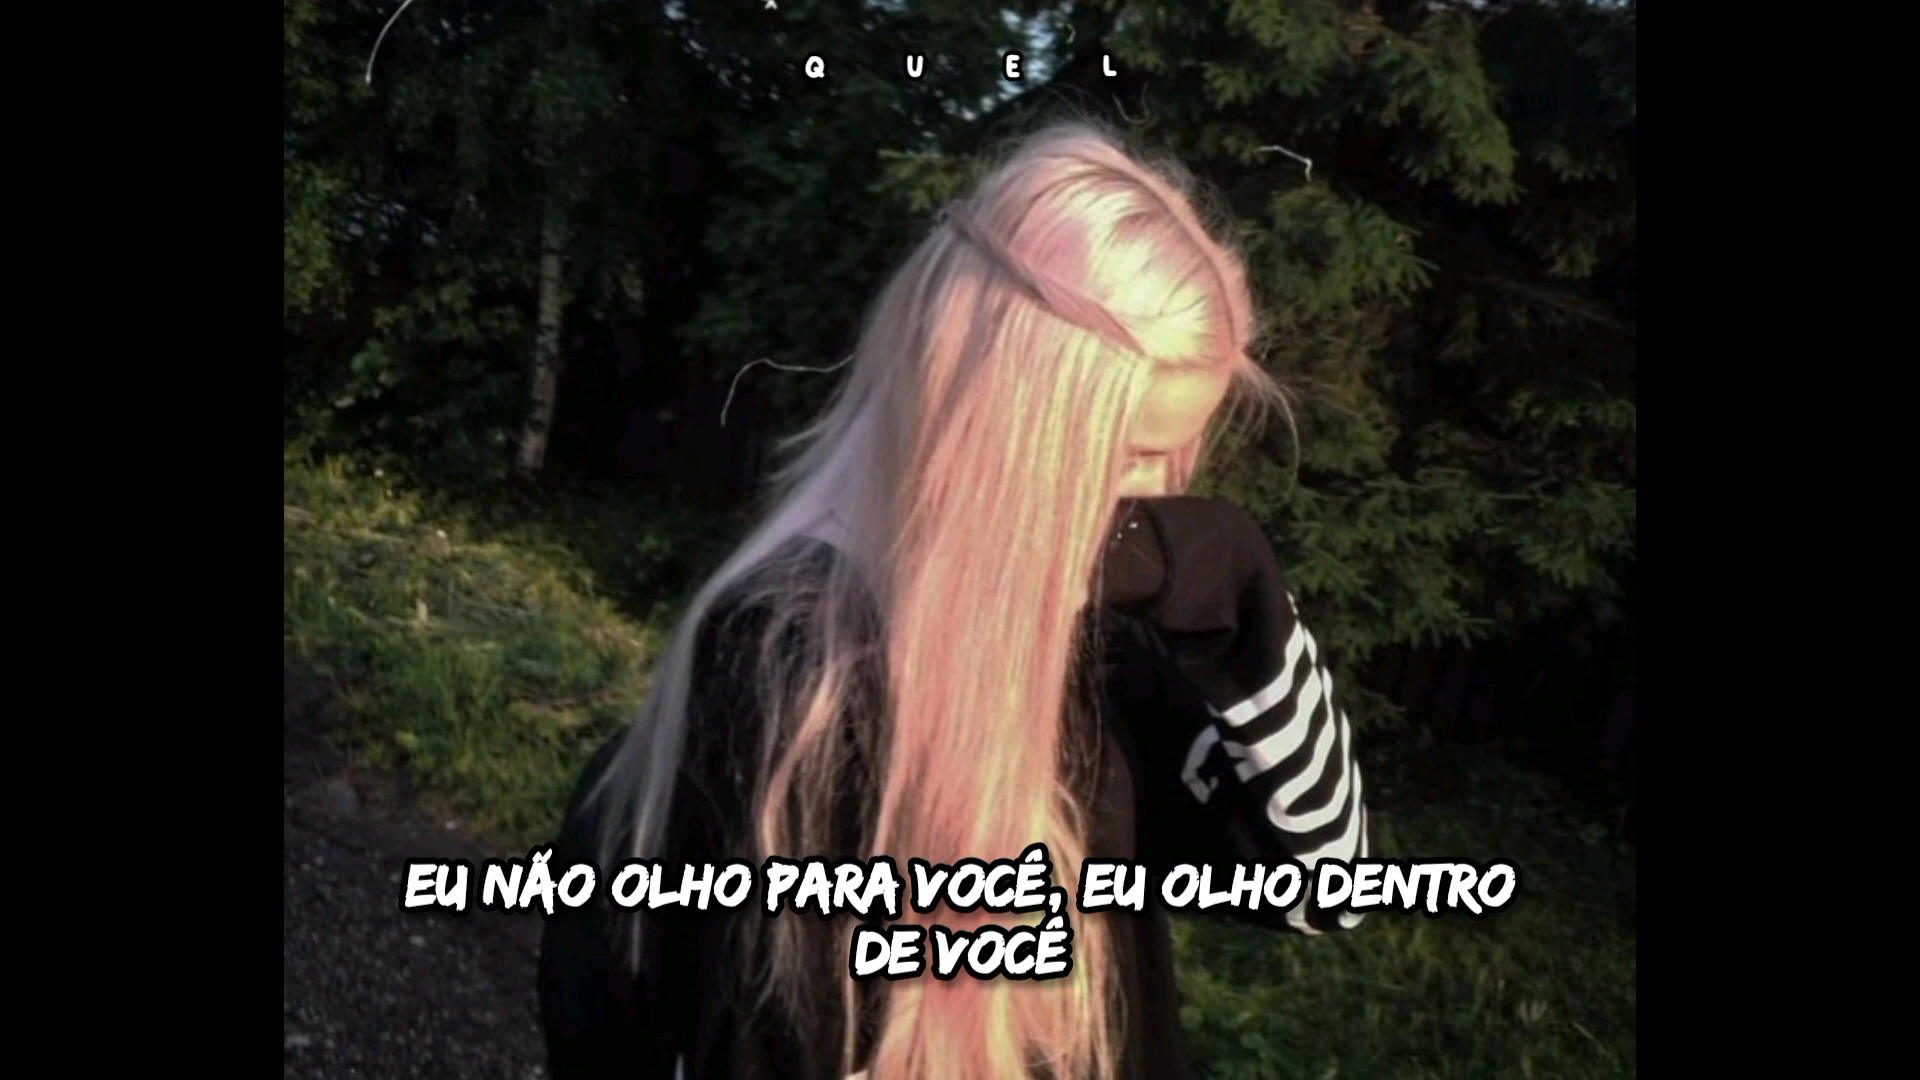 Q U E L
EU NÃO OLHO PARA VOCÊ, EU OLHO DENTRO
DE VOCÊ